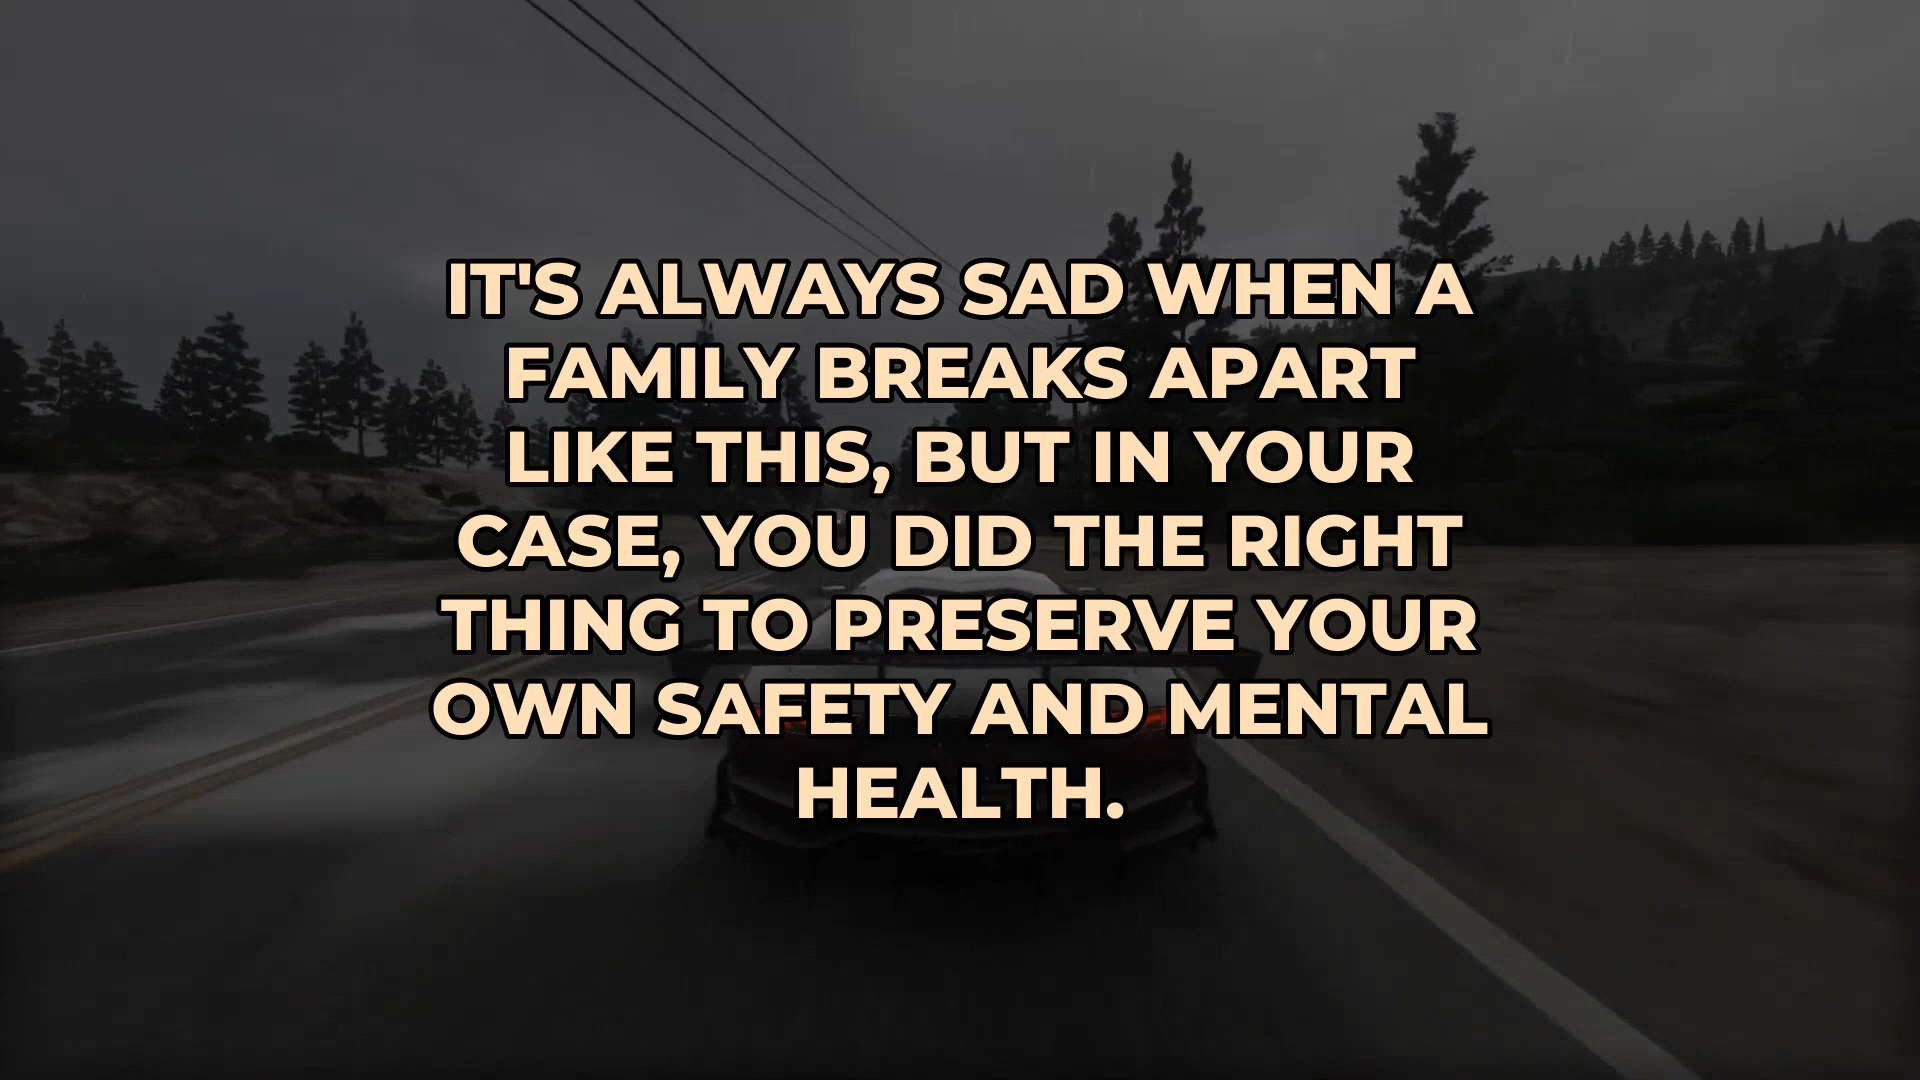 IT'S ALWAYS SAD WHEN A
FAMILY BREAKS APART
LIKE THIS, BUT IN YOUR
CASE, YOU DID THE RIGHT
THING TO PRESERVE YOUR
OWN SAFETY AND MENTAL
HEALTH.